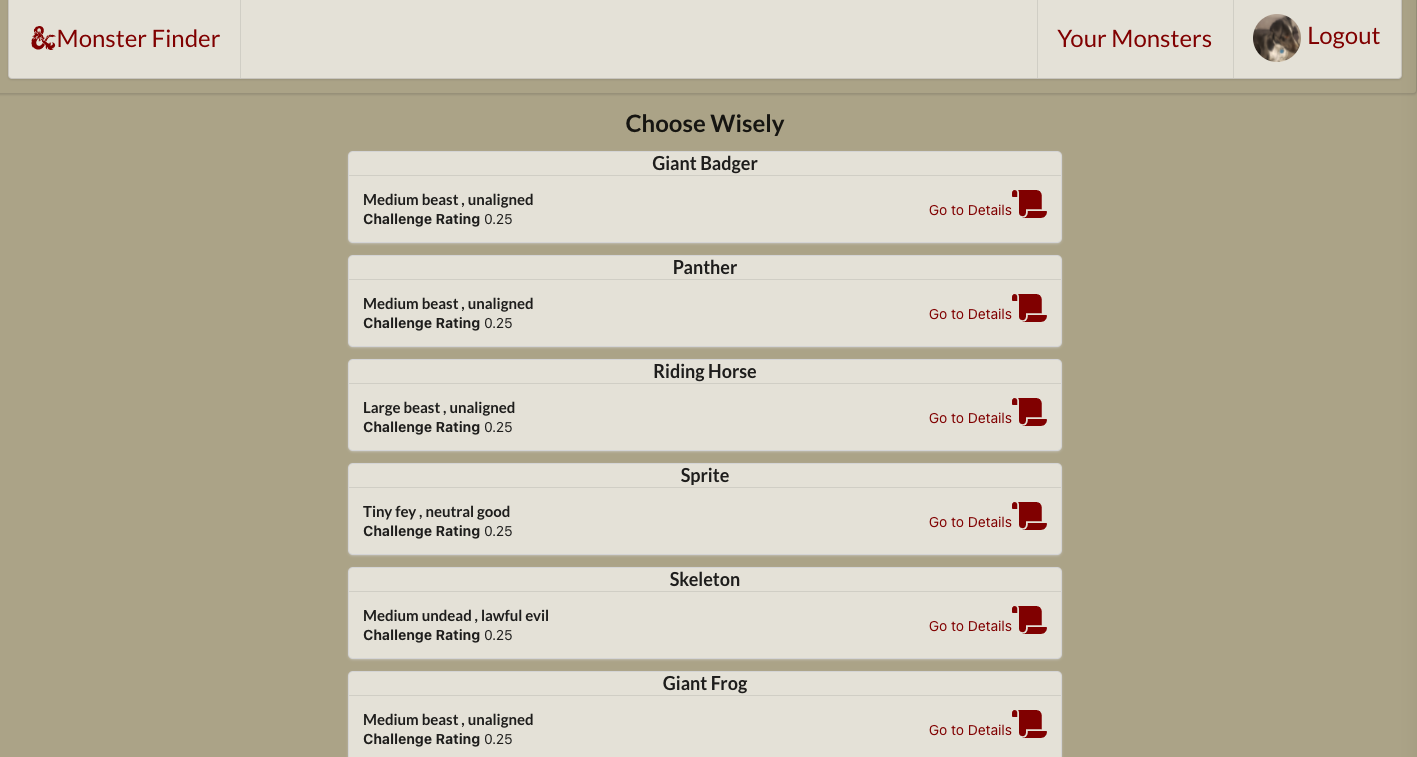 &Monster Finder
Your Monsters
Logout
Choose Wisely
Giant Badger
Medium beast , unaligned
Challenge Rating 0.25
Go to Details
Panther
Medium beast , unaligned
Challenge Rating 0.25
Go to Details
Riding Horse
Large beast , unaligned
Challenge Rating 0.25
Go to Details
Sprite
Tiny fey , neutral good
Challenge Rating 0.25
Go to Details
Skeleton
Medium undead , lawful evil
Challenge Rating 0.25
Go to Details
Giant Frog
Medium beast , unaligned
Challenge Rating 0.25
Go to Details